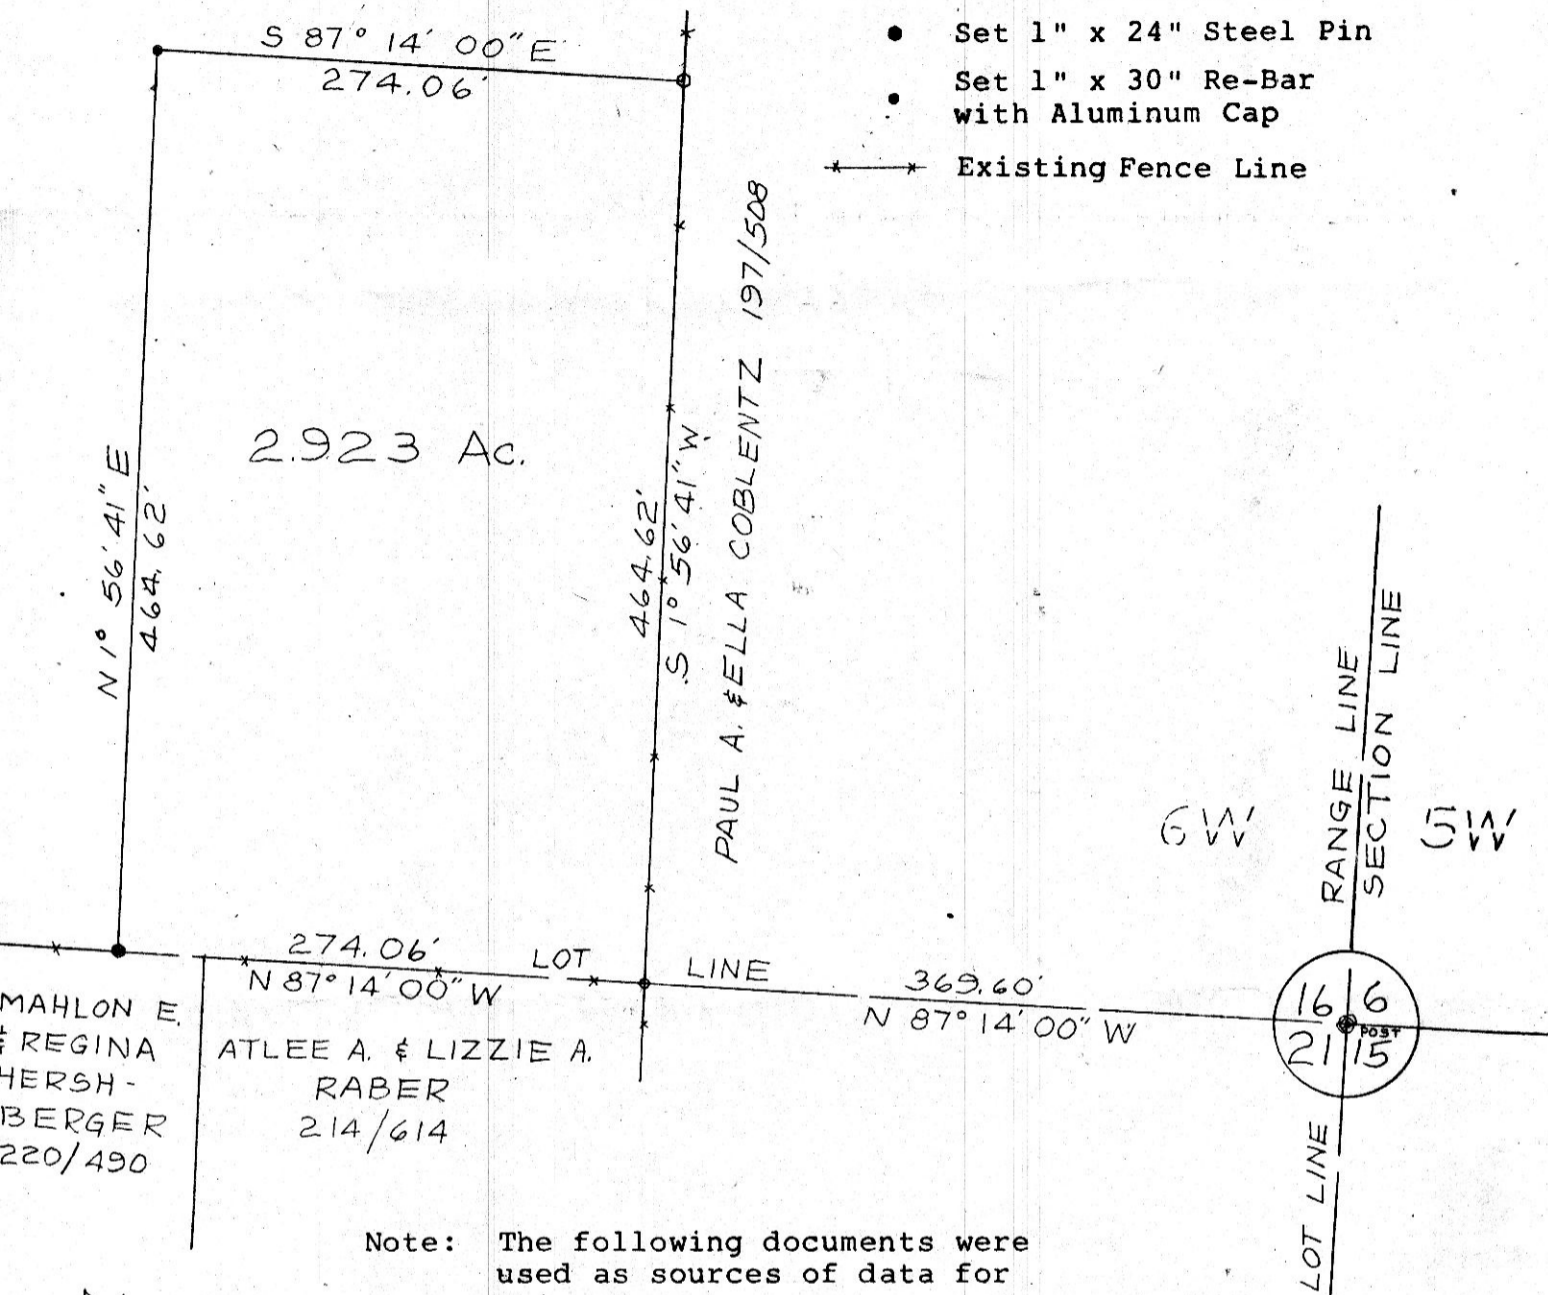 S 87° 14' 00" E
274.06'
Set 1" x 24" Steel Pin
Set 1" x 30" Re-Bar
with Aluminum Cap
Existing Fence Line
N 1° 56' 41" E
464.62'
2.923 Ac.
464.62'
S 1° 56' 41" W
PAUL A. & ELLA COBLENTZ 197/508
6W
RANGE LINE
SECTION LINE
5W
274.06'
N 87° 14' 00" W
LOT LINE
369.60'
N 87° 14' 00" W
16 6
POST
21 15
LOT LINE
MAHLON E.
& REGINA
HERSH-
BERGER
220/490
ATLEE A. & LIZZIE A.
RABER
214/614
Note: The following documents were
used as sources of data for